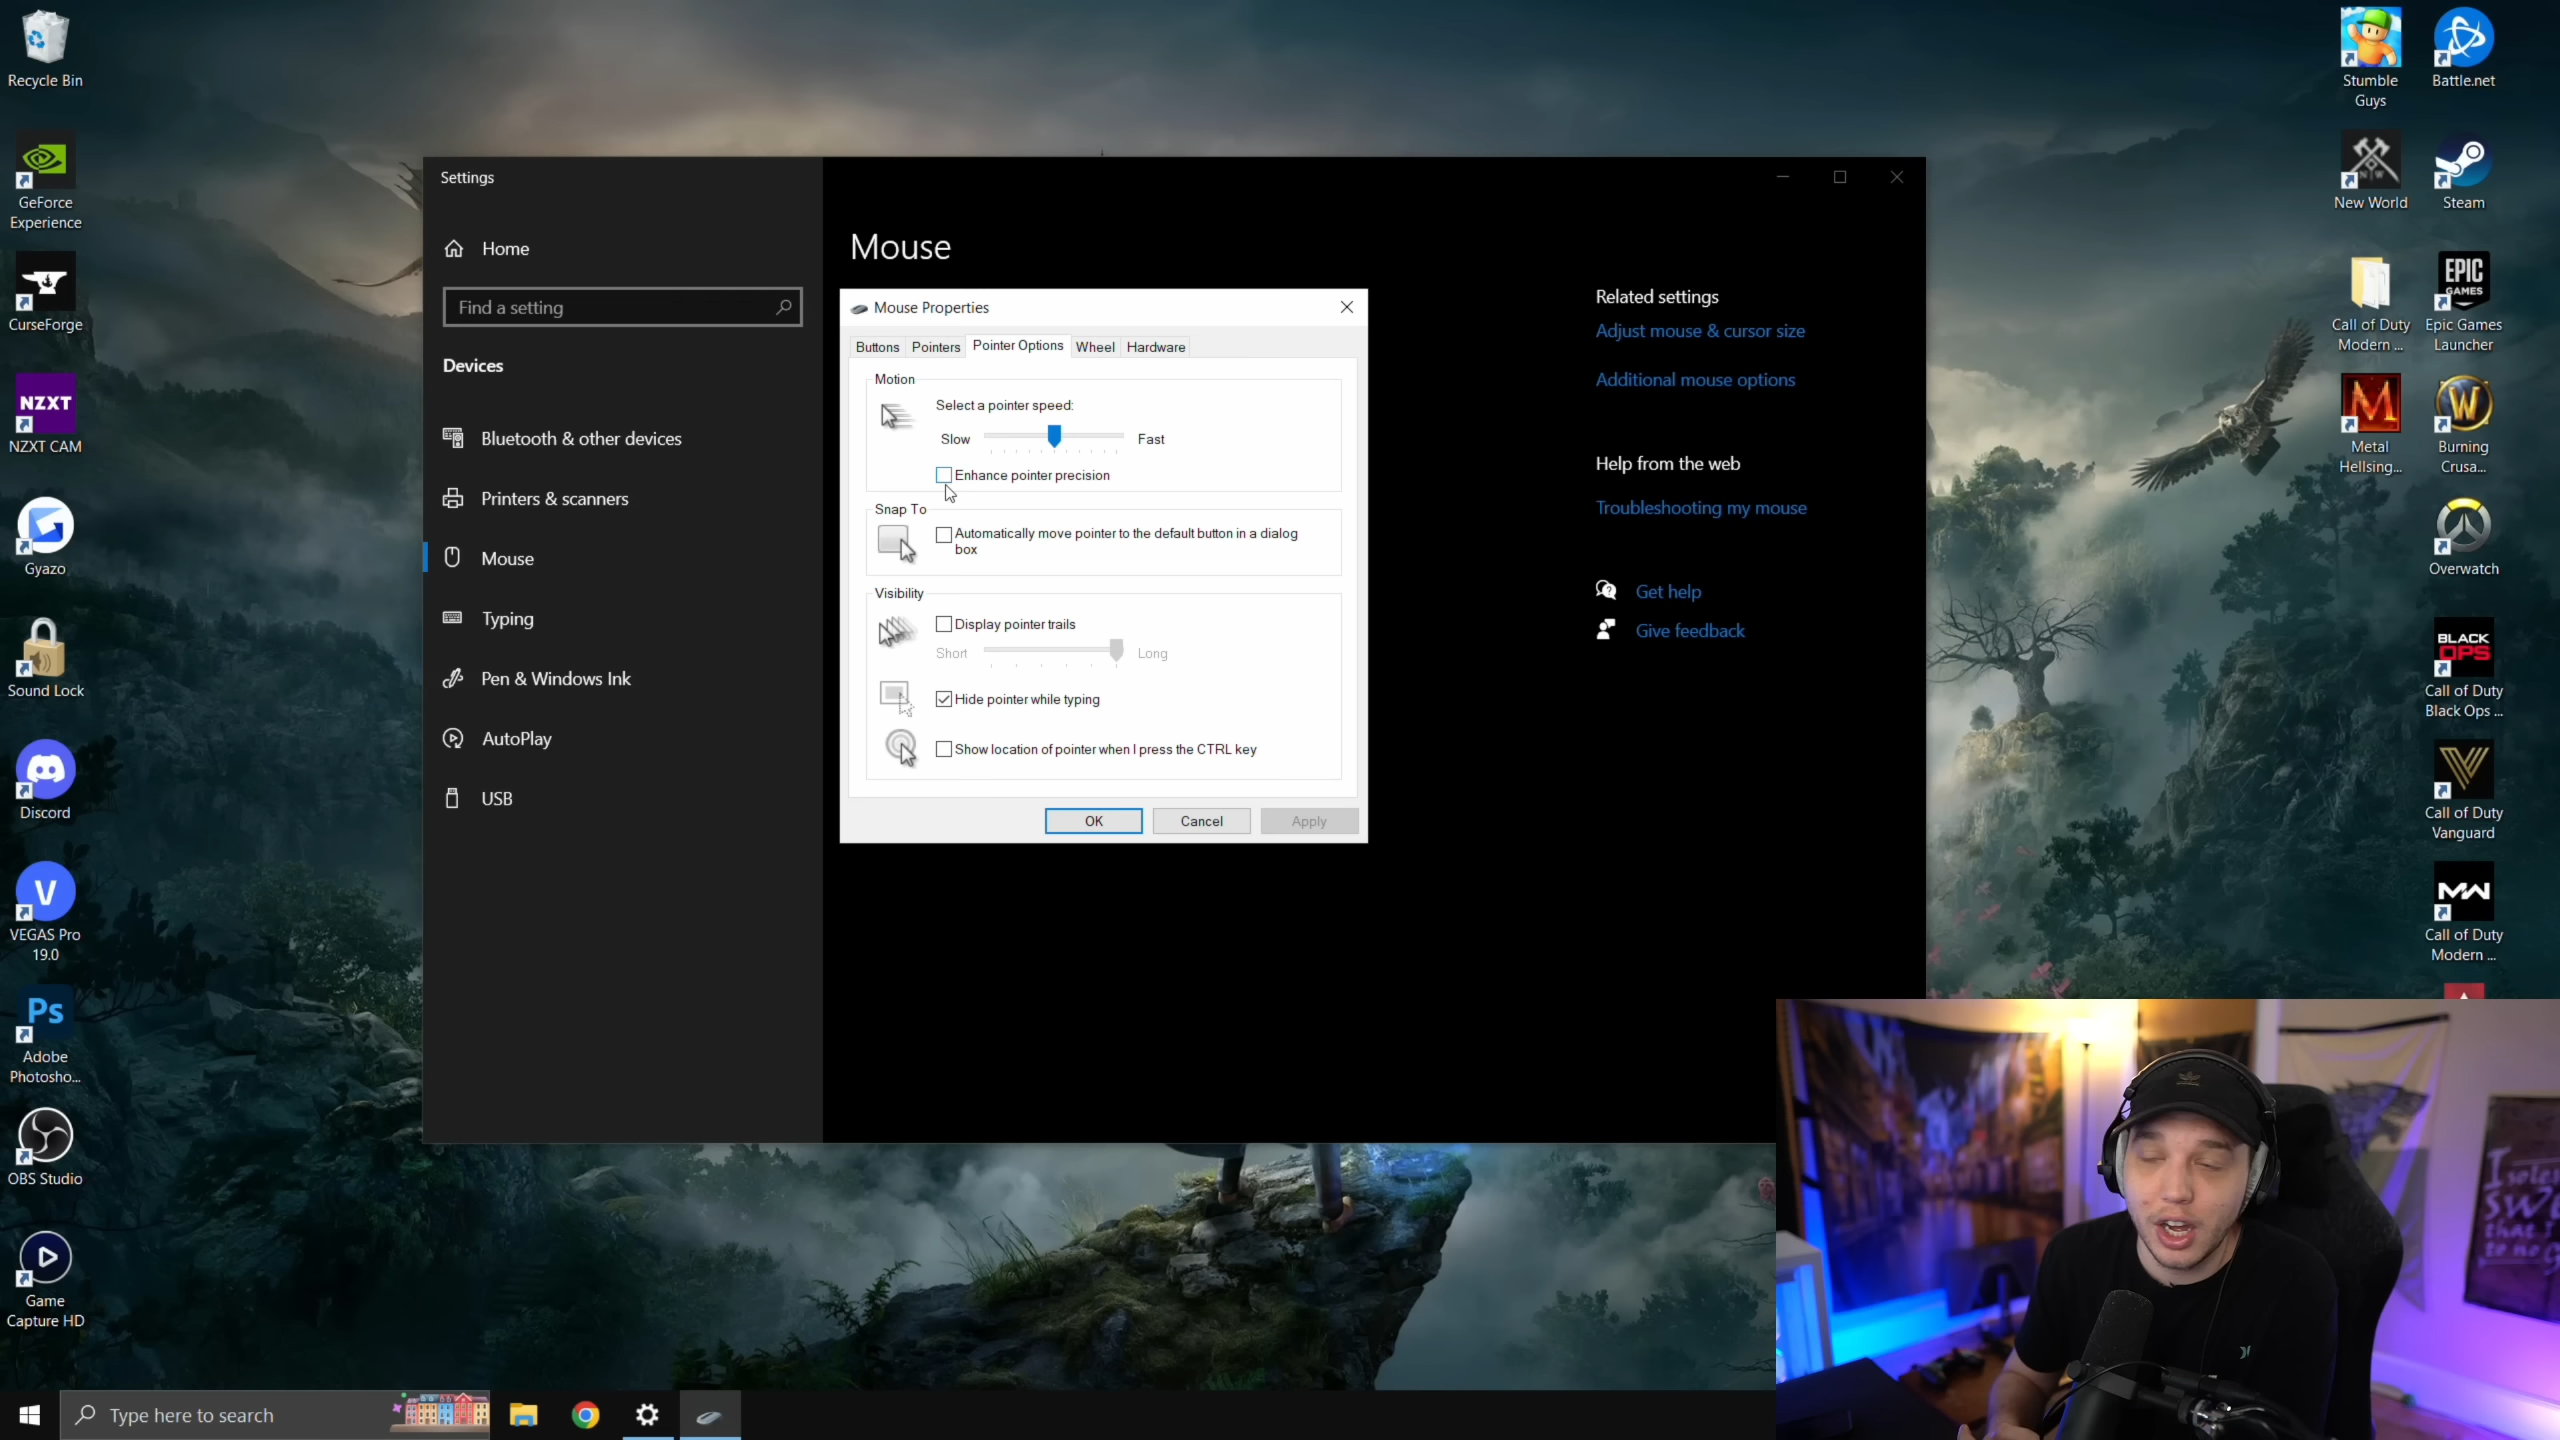 Recycle Bin
GeForce
Experience
CurseForge
NZXT
NZXT CAM
Gyazo
Sound Lock
Discord
V
VEGAS Pro
19.0
Ps
Adobe
Photosho...
OBS Studio
Game
Capture HD
Settings
Home
Find a setting
Devices
Bluetooth & other devices
Printers & scanners
Mouse
Typing
Pen & Windows Ink
AutoPlay
USB
Mouse
Mouse Properties
Buttons
Pointers
Pointer Options
Wheel
Hardware
Motion
Select a pointer speed:
Slow
Fast
Enhance pointer precision
Snap To
Automatically move pointer to the default button in a dialog
box
Visibility
Display pointer trails
Short
Long
Hide pointer while typing
Show location of pointer when I press the CTRL key
OK
Cancel
Apply
Related settings
Adjust mouse & cursor size
Additional mouse options
Help from the web
Troubleshooting my mouse
Get help
Give feedback
Stumble
Guys
Battle.net
N W
New World
Steam
Call of Duty
Modern ...
EPIC
GAMES
Epic Games
Launcher
M
Metal
Hellsing...
W
Burning
Crusa...
Overwatch
BLACK
OPS
Call of Duty
Black Ops ...
V
Call of Duty
Vanguard
MW
Call of Duty
Modern ...
that I
to no
Type here to search